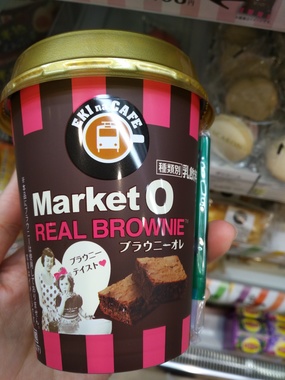 EKI na CAFE
種類別 乳飲料
Market O
REAL BROWNIE™
ブラウニーオレ
ブラウニー
テイスト♥